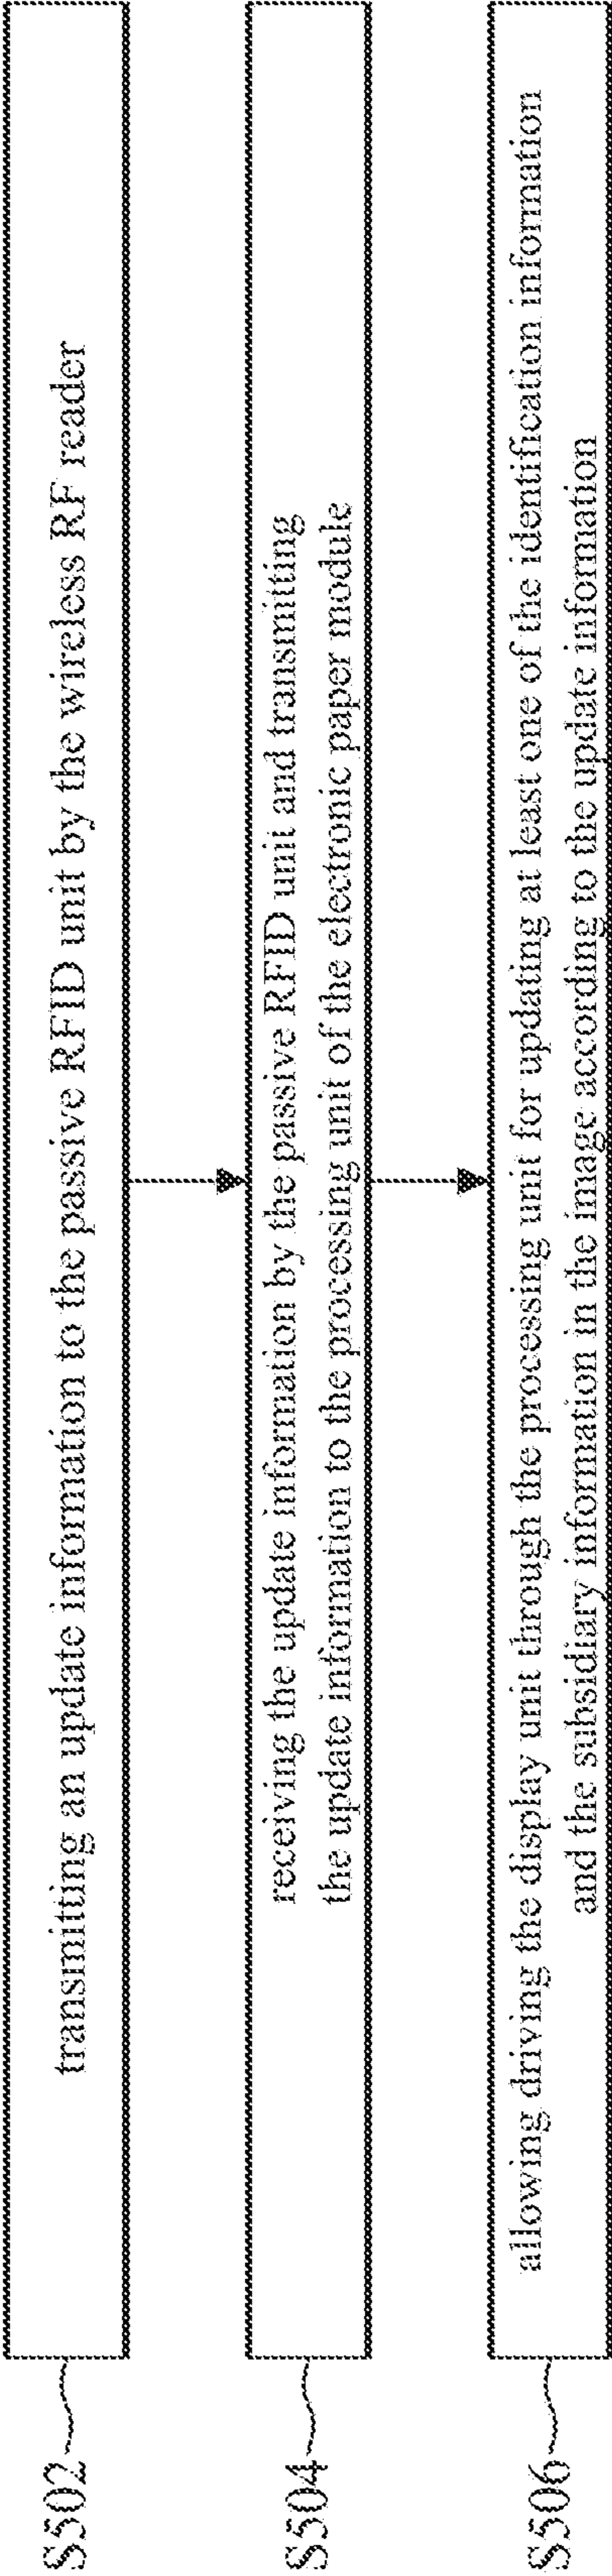 S502
transmitting an update information to the passive RFID unit by the wireless RF reader
S504
receiving the update information by the passive RFID unit and transmitting
the update information to the processing unit of the electronic paper module
S506
allowing driving the display unit through the processing unit for updating at least one of the identification information
and the subsidiary information in the image according to the update information